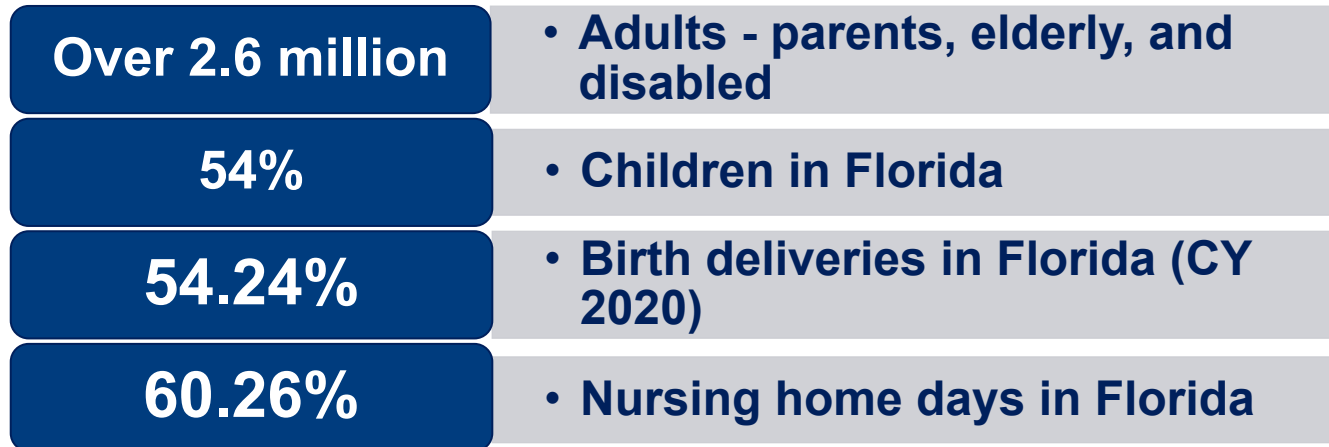 Over 2.6 million
• Adults - parents, elderly, and
disabled
54%
• Children in Florida
54.24%
• Birth deliveries in Florida (CY
2020)
60.26%
• Nursing home days in Florida